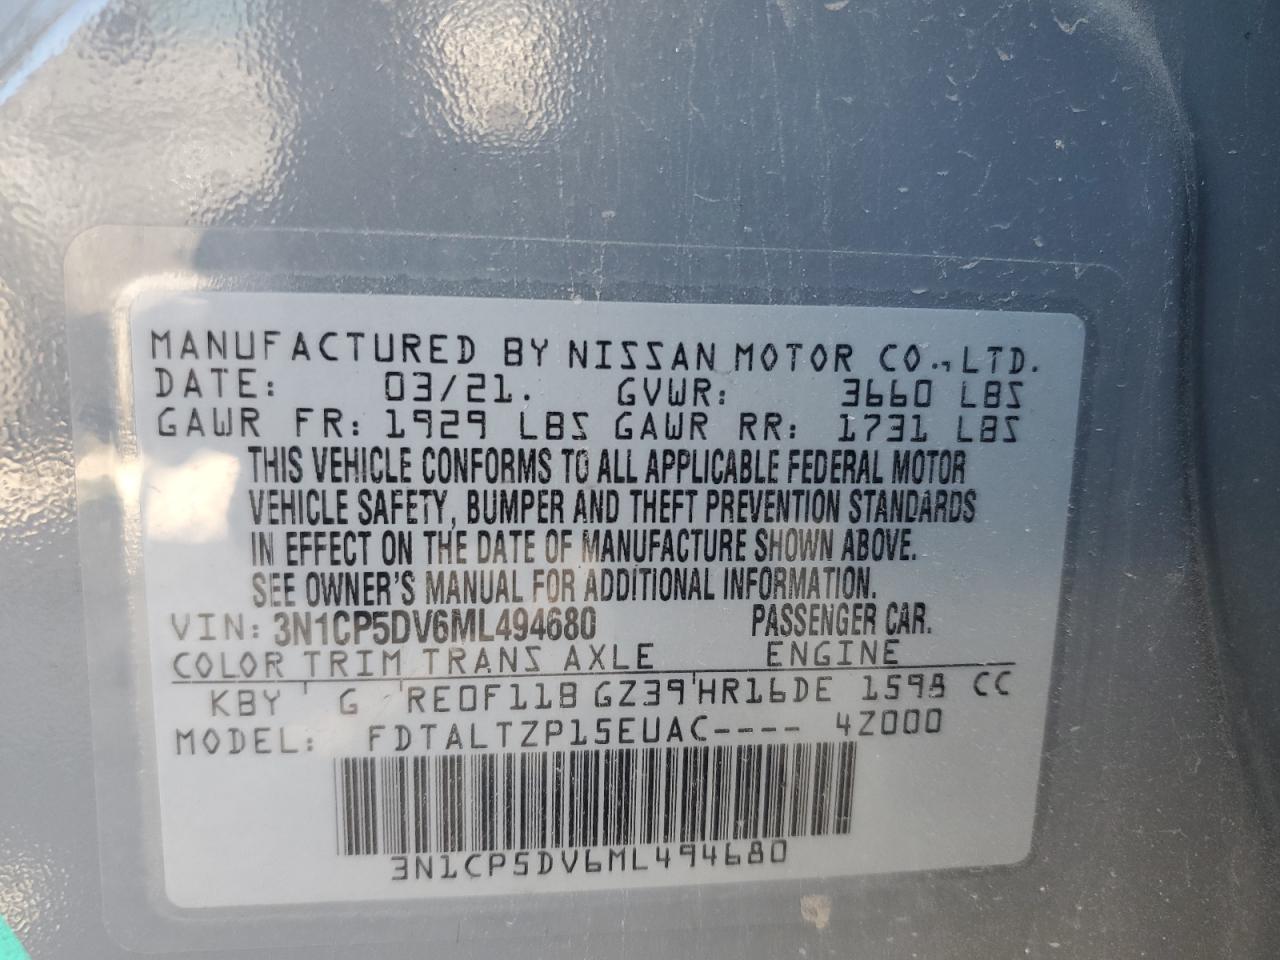 MANUFACTURED BY NISSAN MOTOR CO., LTD.
DATE: 03/21. GVWR: 3660 LBS
GAWR FR: 1929 LBS GAWR RR: 1731 LBS
THIS VEHICLE CONFORMS TO ALL APPLICABLE FEDERAL MOTOR
VEHICLE SAFETY, BUMPER AND THEFT PREVENTION STANDARDS
IN EFFECT ON THE DATE OF MANUFACTURE SHOWN ABOVE.
SEE OWNER'S MANUAL FOR ADDITIONAL INFORMATION.
VIN: 3N1CP5DV6ML494680 PASSENGER CAR.
COLOR TRIM TRANS AXLE ENGINE
KBY G RE0F11B GZ39 HR16DE 1598 CC
MODEL: FDTALTZP15EUAC---- 4Z000
3N1CP5DV6ML494680